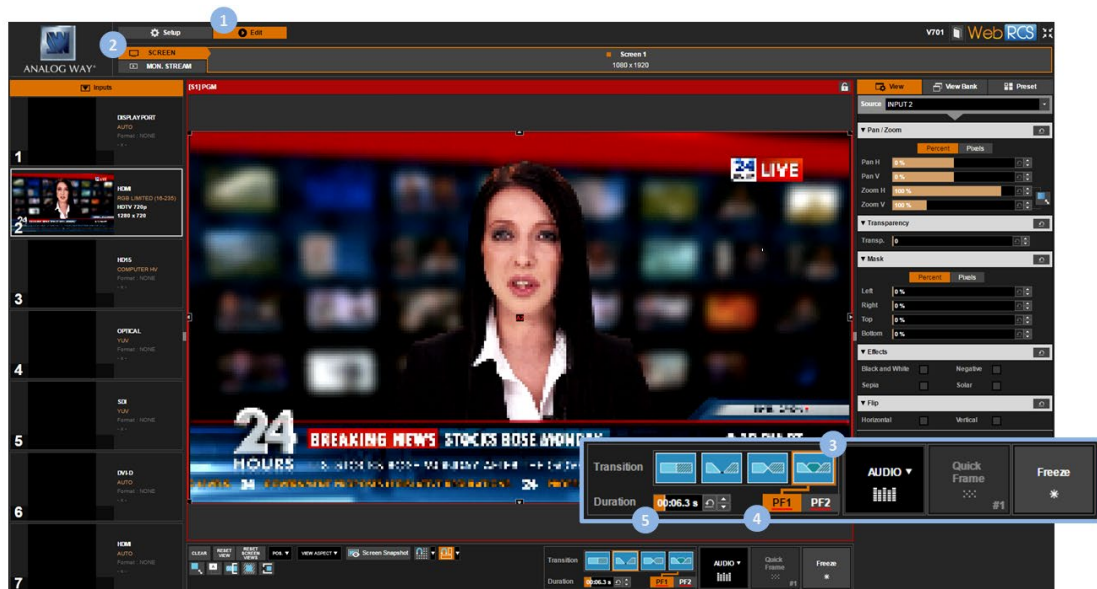 1
Setup
Edit
V701
Web RCS
2
SCREEN
MON. STREAM
Screen 1
1080 x 1920
ANALOG WAY
Inputs
[S1] PGM
DISPLAYPORT
AUTO
Format : NONE
- x -
1
HDMI
RGB LIMITED (16-235)
HDTV 720p
1280 x 720
2
HD15
COMPUTER HV
Format : NONE
- x -
3
OPTICAL
YUV
Format : NONE
- x -
4
SDI
YUV
Format : NONE
- x -
5
DVI-D
AUTO
Format : NONE
- x -
6
HDMI
AUTO
Format : NONE
- x -
7
24 LIVE
24
HOURS
BREAKING NEWS
24
24
View
View Bank
Preset
Source
INPUT 2
Pan / Zoom
Percent
Pixels
Pan H
0 %
Pan V
0 %
Zoom H
100 %
Zoom V
100 %
Transparency
Transp.
0
Mask
Percent
Pixels
Left
0 %
Right
0 %
Top
0 %
Bottom
0 %
Effects
Black and White
Negative
Sepia
Solar
Flip
Horizontal
Vertical
3
Transition
Duration
00:06.3 s
5
4
PF1
PF2
AUDIO
Quick
Frame
#1
Freeze
CLEAR
RESET
VIEW
RESET
SCREEN
VIEWS
POS.
VIEW ASPECT
Screen Snapshot
Transition
Duration
00:06.3 s
PF1
PF2
AUDIO
Quick
Frame
#1
Freeze